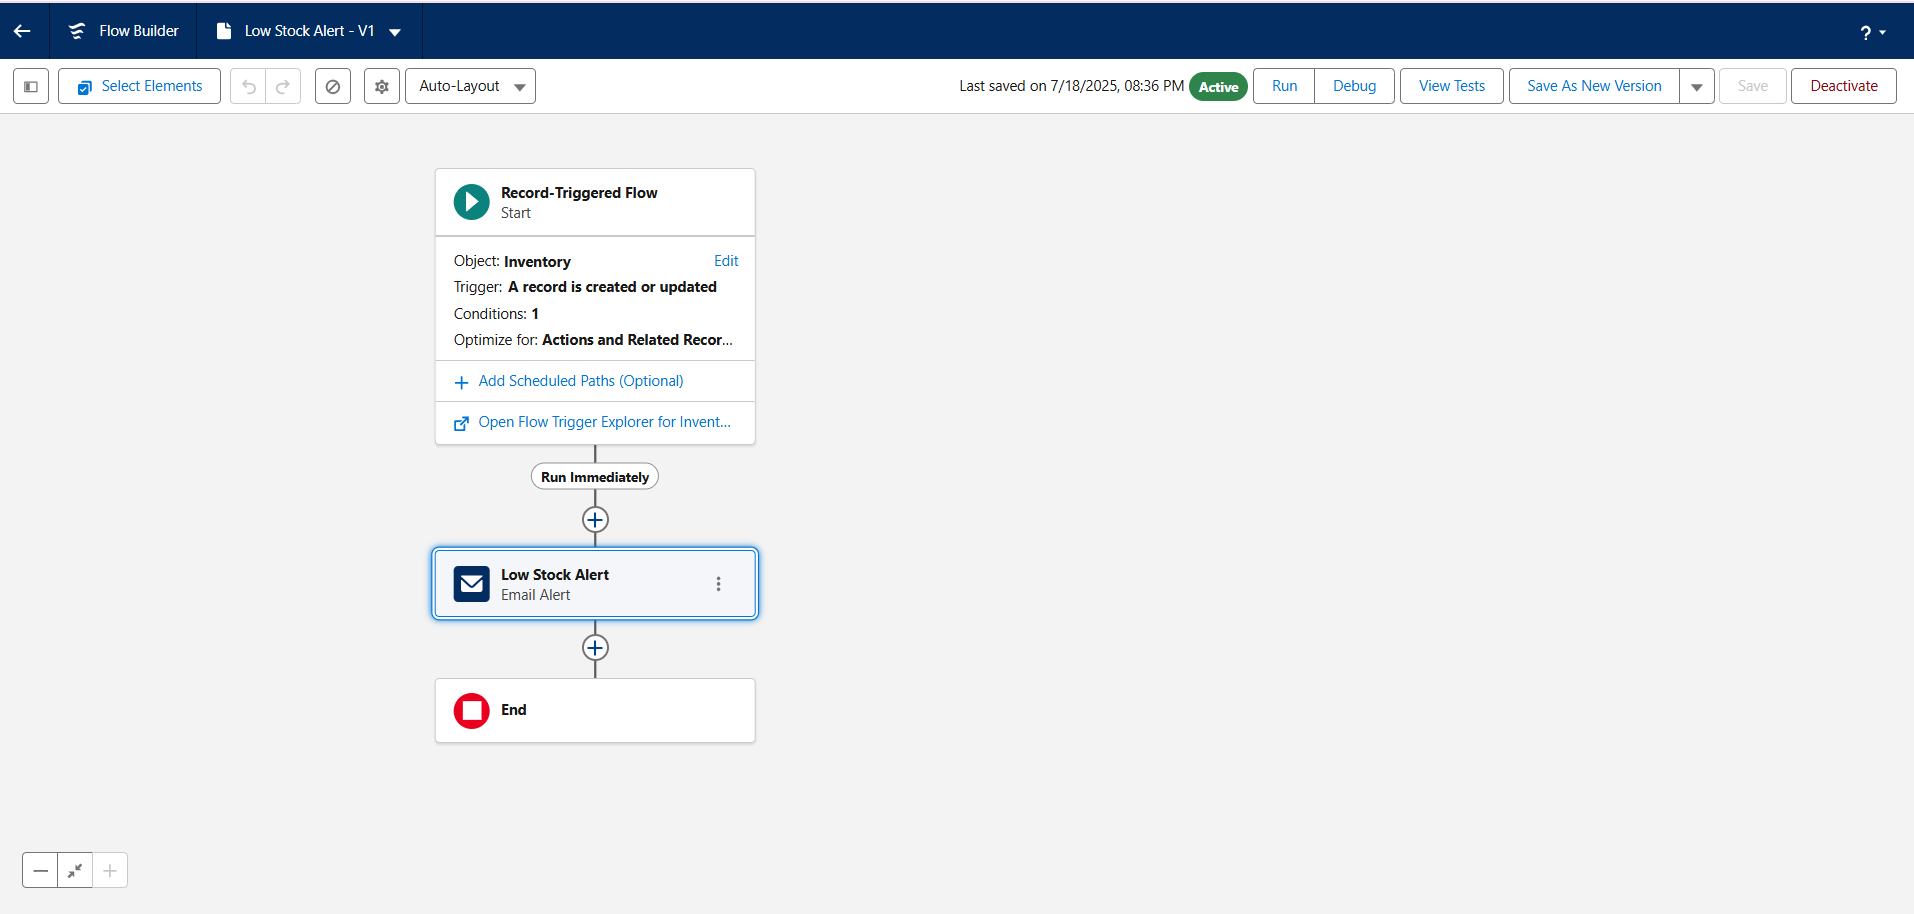 Flow Builder
Low Stock Alert - V1
?
Select Elements
Auto-Layout
Last saved on 7/18/2025, 08:36 PM
Active
Run
Debug
View Tests
Save As New Version
Save
Deactivate
Record-Triggered Flow
Start
Object: Inventory
Edit
Trigger: A record is created or updated
Conditions: 1
Optimize for: Actions and Related Recor...
Add Scheduled Paths (Optional)
Open Flow Trigger Explorer for Invent...
Run Immediately
Low Stock Alert
Email Alert
End